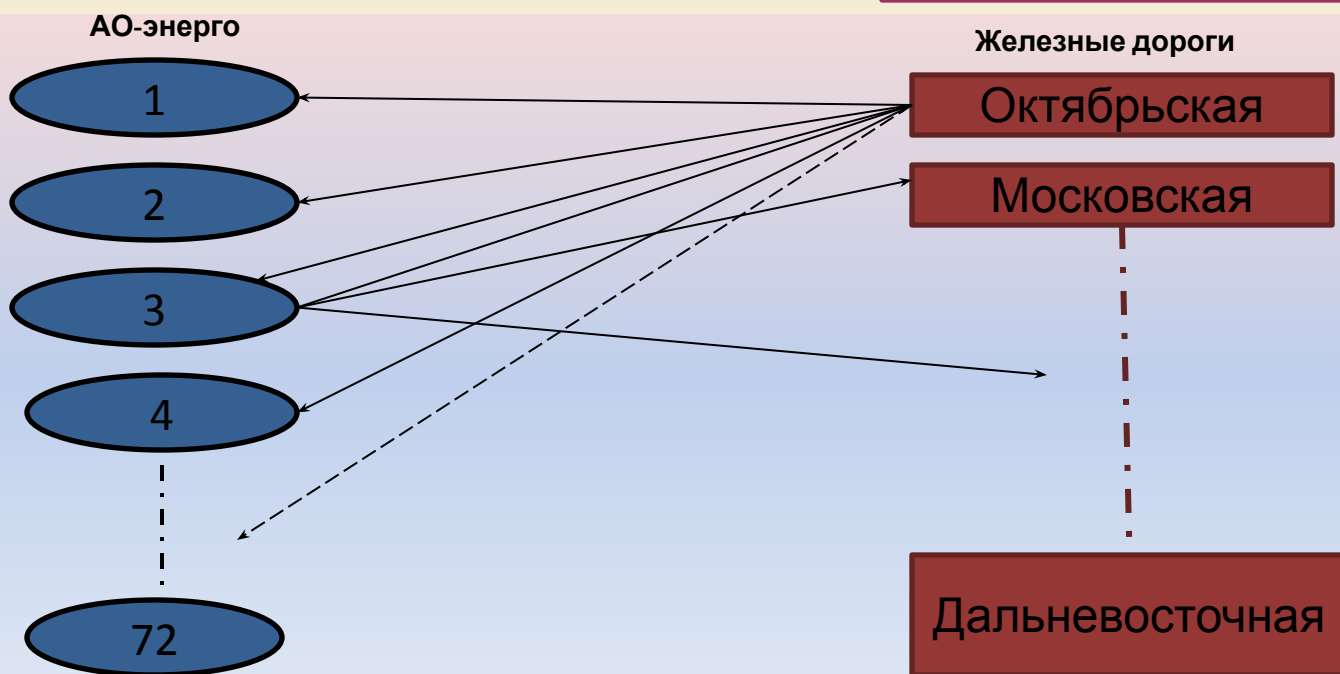 АО-энерго
Железные дороги
1
Октябрьская
2
Московская
3
4
72
Дальневосточная